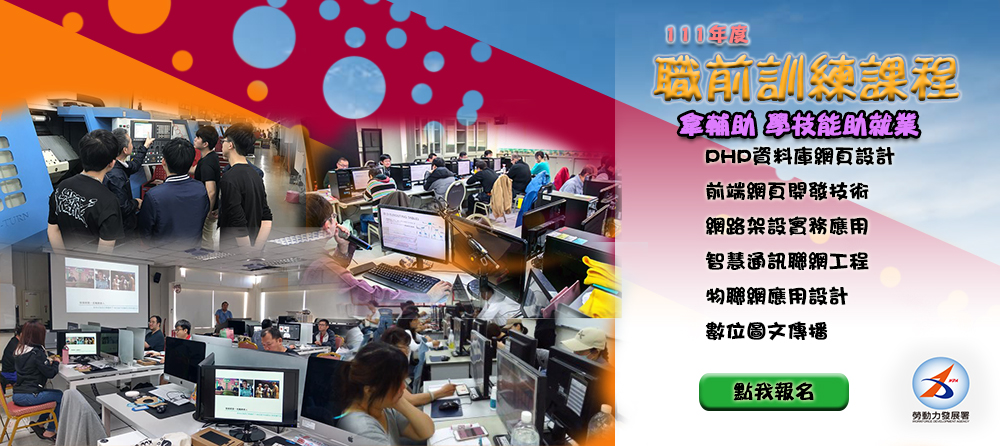 111年度
職前訓練課程
拿輔助 學技能助就業
PHP資料庫網頁設計
前端網頁開發技術
網路架設實務應用
智慧通訊聯網工程
物聯網應用設計
數位圖文傳播
點我報名
勞動力發展署
WORKFORCE DEVELOPMENT AGENCY